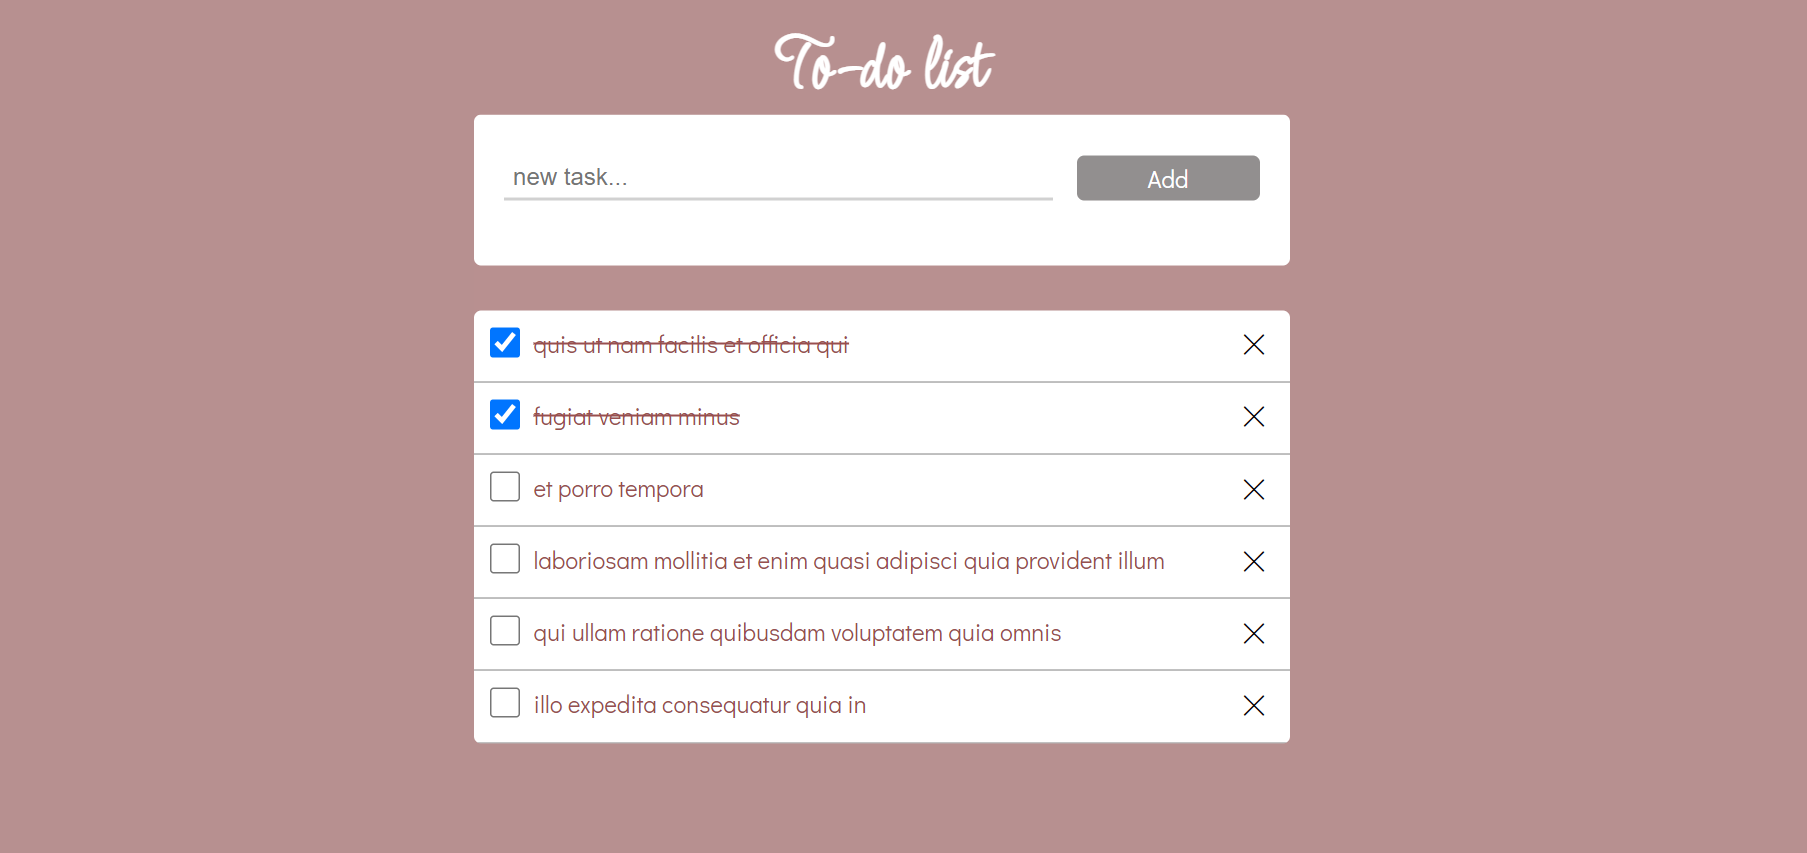 To-do list
new task...
Add
quis ut nam facilis et officia qui
fugiat veniam minus
et porro tempora
laboriosam mollitia et enim quasi adipisci quia provident illum
qui ullam ratione quibusdam voluptatem quia omnis
illo expedita consequatur quia in